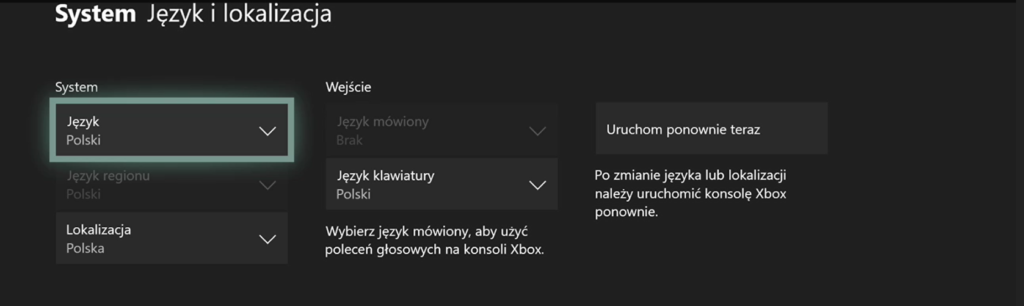 System Język i lokalizacja
System
Język
Polski
Język regionu
Polski
Lokalizacja
Polska
Wejście
Język mówiony
Brak
Język klawiatury
Polski
Wybierz język mówiony, aby użyć
poleceń głosowych na konsoli Xbox.
Uruchom ponownie teraz
Po zmianie języka lub lokalizacji
należy uruchomić konsolę Xbox
ponownie.